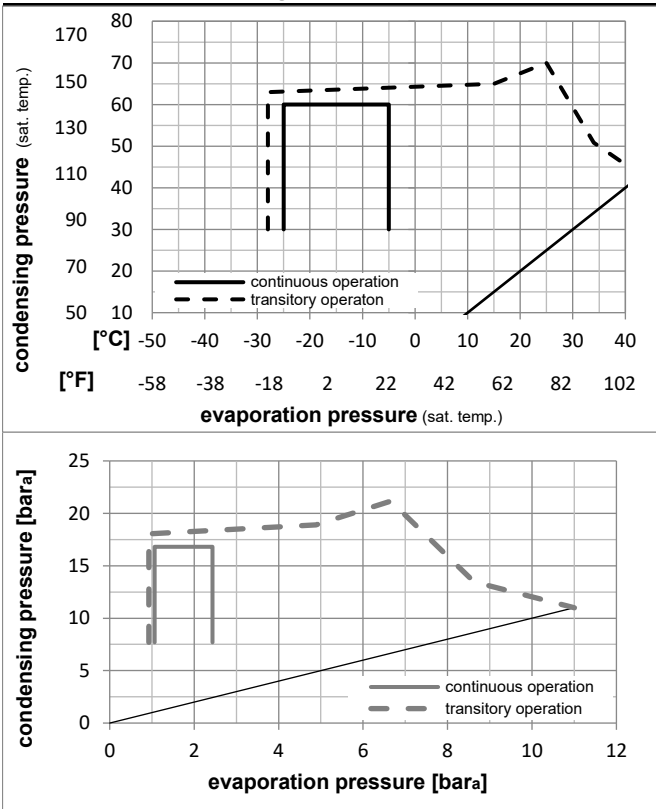 condensing pressure (sat. temp.)
170 80
150 70
60
130
50
110 40
90 30
70 20
50 10
continuous operation
transitory operaton
[°C] -50 -40 -30 -20 -10 0 10 20 30 40
[°F] -58 -38 -18 2 22 42 62 82 102
evaporation pressure (sat. temp.)
condensing pressure [bara]
25
20
15
10
5
0
continuous operation
transitory operation
0 2 4 6 8 10 12
evaporation pressure [bara]